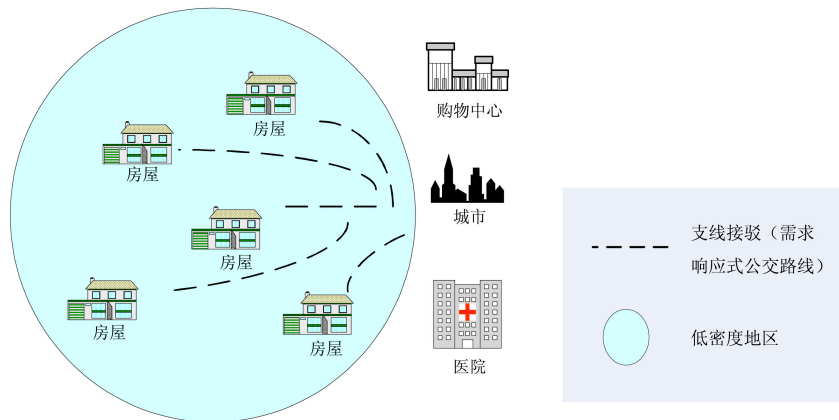 购物中心
房屋
房屋
城市
房屋
房屋
房屋
医院
支线接驳（需求
响应式公交路线）
低密度地区